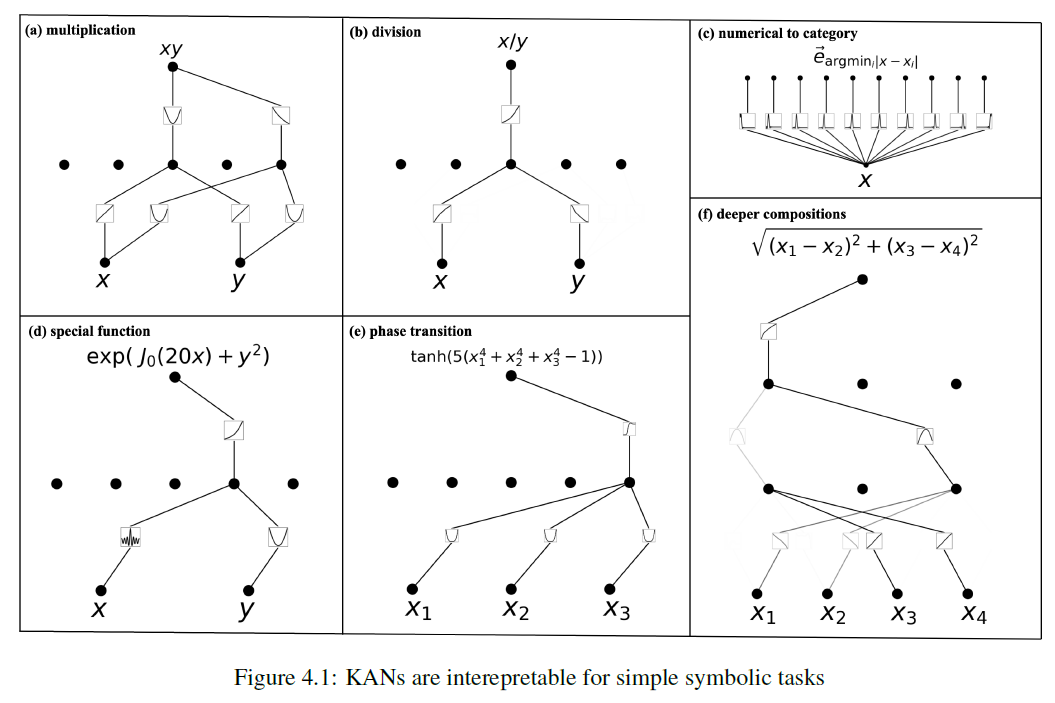 (a) multiplication
xy
x
y
(b) division
x/y
x
y
(c) numerical to category
e⃗_{argmin_i|x − x_i|}
x
(d) special function
exp( J₀(20x) + y²)
x
y
(e) phase transition
tanh(5(x₁⁴ + x₂⁴ + x₃⁴ − 1))
x₁ x₂ x₃
(f) deeper compositions
√((x₁ − x₂)² + (x₃ − x₄)²)
x₁ x₂ x₃ x₄
Figure 4.1: KANs are interepretable for simple symbolic tasks